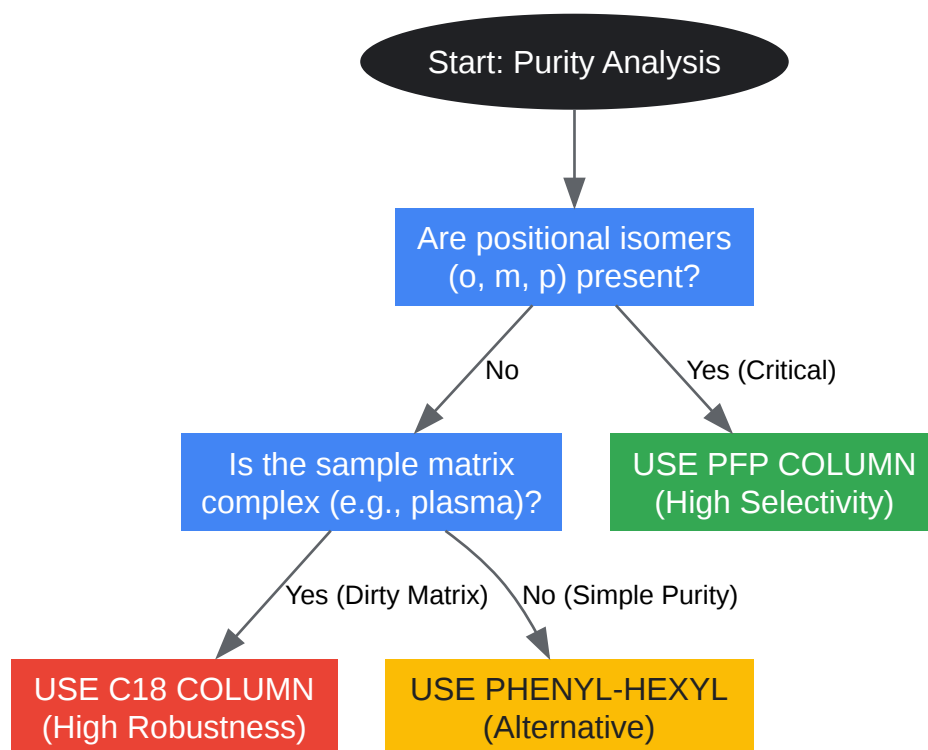 Start: Purity Analysis
Are positional isomers
(o, m, p) present?
No
Yes (Critical)
Is the sample matrix
complex (e.g., plasma)?
USE PFP COLUMN
(High Selectivity)
Yes (Dirty Matrix)
No (Simple Purity)
USE C18 COLUMN
(High Robustness)
USE PHENYL-HEXYL
(Alternative)